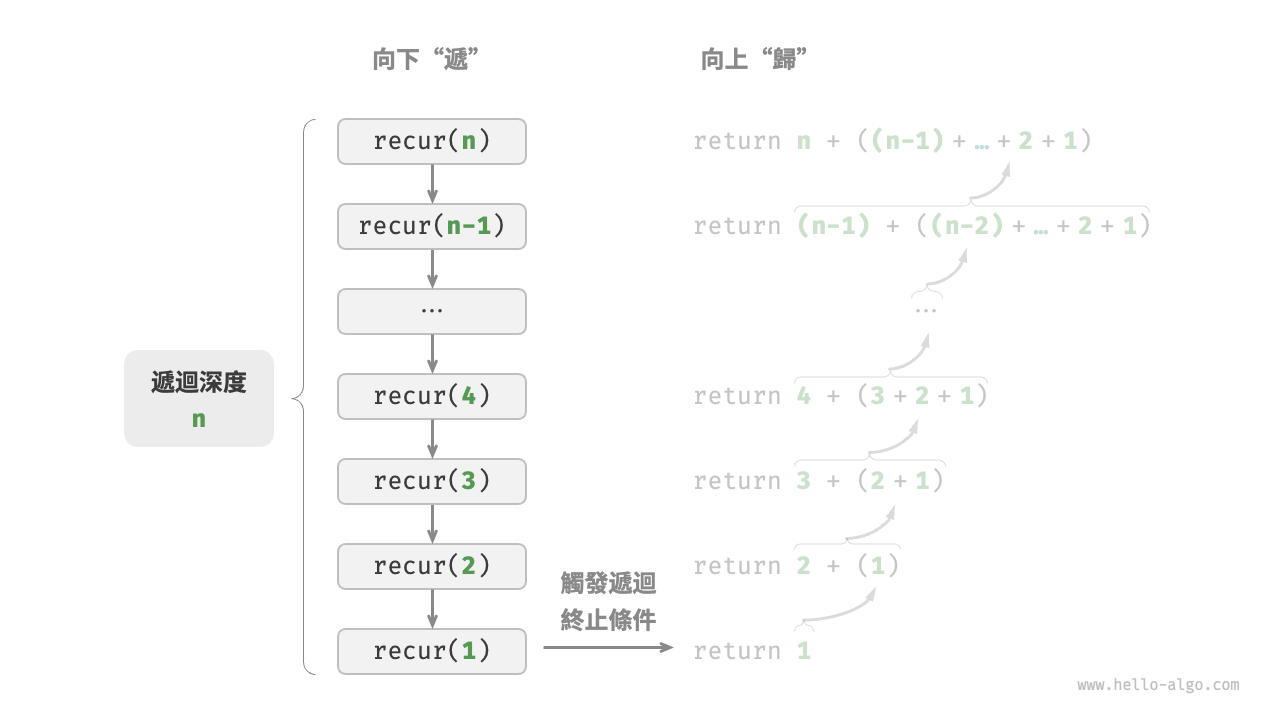 向下“遞”
向上“歸”
recur(n)
return n + ((n-1) + … + 2 + 1)
recur(n-1)
return (n-1) + ((n-2) + … + 2 + 1)
…
…
遞迴深度
n
recur(4)
return 4 + (3 + 2 + 1)
recur(3)
return 3 + (2 + 1)
recur(2)
return 2 + (1)
觸發遞迴
終止條件
recur(1)
return 1
www.hello-algo.com